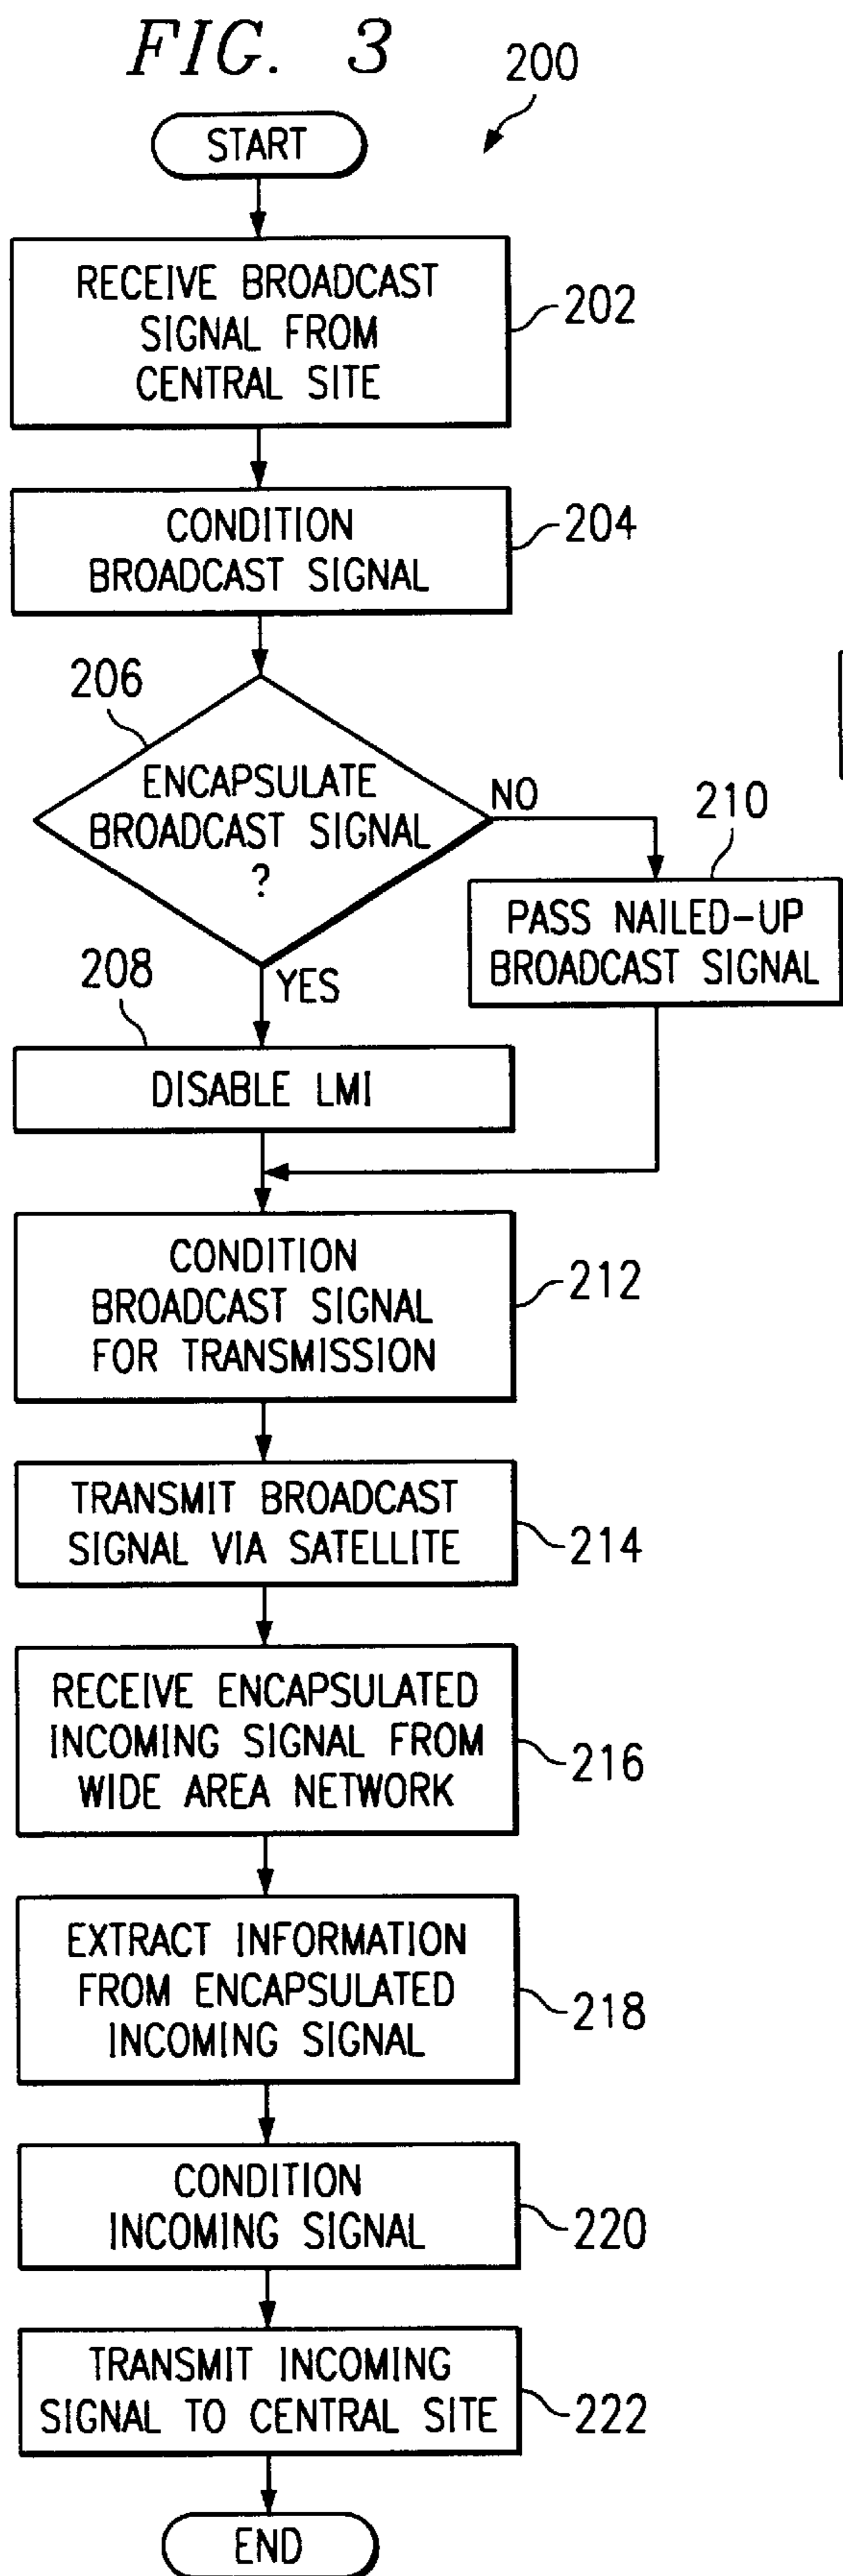 FIG. 3
200
START
RECEIVE BROADCAST
SIGNAL FROM
CENTRAL SITE
202
CONDITION
BROADCAST SIGNAL
204
206
ENCAPSULATE
BROADCAST SIGNAL
?
NO
210
PASS NAILED-UP
BROADCAST SIGNAL
YES
208
DISABLE LMI
CONDITION
BROADCAST SIGNAL
FOR TRANSMISSION
212
TRANSMIT BROADCAST
SIGNAL VIA SATELLITE
214
RECEIVE ENCAPSULATED
INCOMING SIGNAL FROM
WIDE AREA NETWORK
216
EXTRACT INFORMATION
FROM ENCAPSULATED
INCOMING SIGNAL
218
CONDITION
INCOMING SIGNAL
220
TRANSMIT INCOMING
SIGNAL TO CENTRAL SITE
222
END